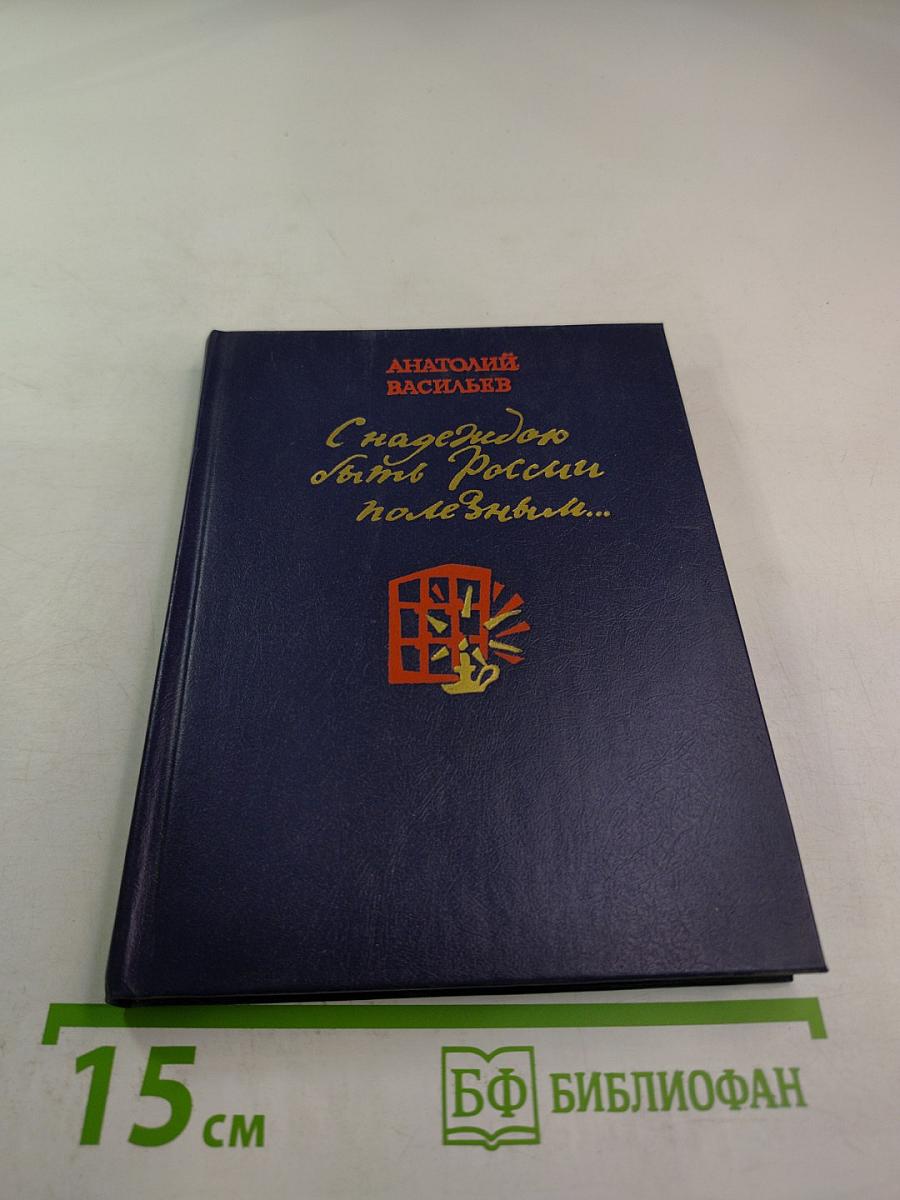 АНАТОЛИЙ
ВАСИЛЬЕВ
С надеждою
быть России
полезным...
15 см
БФ БИБЛИОФАН